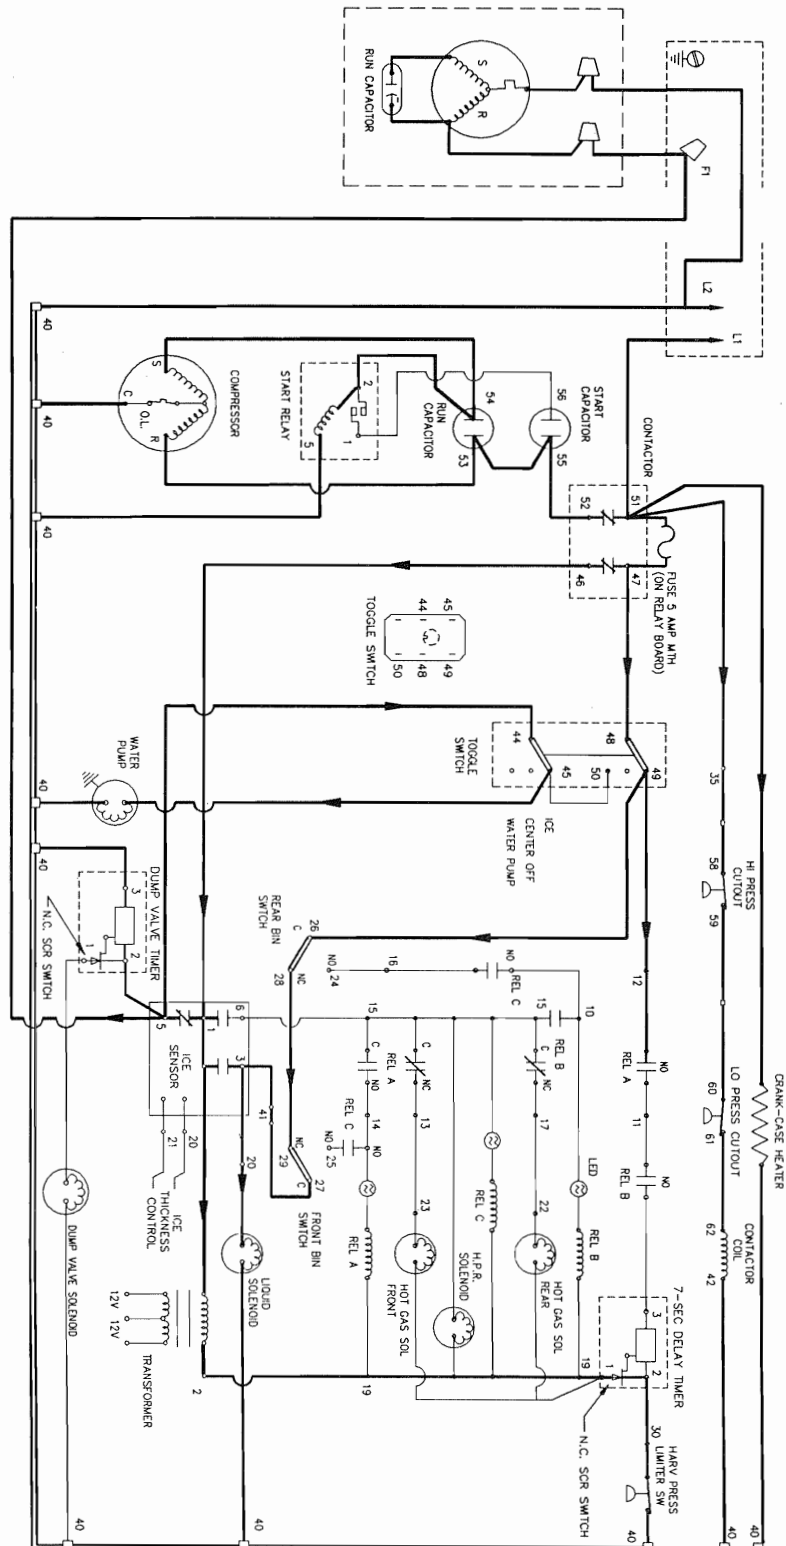 RUN CAPACITOR
S
R
F1
L2
L1
40
COMPRESSOR
S
C
O.L.
R
40
START RELAY
2
1
5
40
START
CAPACITOR
56
55
54
53
RUN
CAPACITOR
CONTACTOR
51
52
46
47
FUSE 5 AMP MTH
(ON RELAY BOARD)
TOGGLE SWITCH
45
49
44
48
50
TOGGLE
SWITCH
44
45
48
50
49
ICE
CENTER OFF
WATER PUMP
WATER
PUMP
40
40
DUMP VALVE TIMER
3
2
1
N.C. SCR SWITCH
35
HI PRESS
CUTOUT
58
59
REAR BIN
SWTCH
26
C
NC
28
NO
24
16
NO
REL C
12
10
15
15
6
1
5
3
ICE
SENSOR
20
21
ICE
THICKNESS
CONTROL
41
20
NC
29
C
27
FRONT BIN
SWITCH
NO
25
REL C
NO
C
REL A
NO
14
REL A
C
NC
13
23
HOT GAS SOL
FRONT
H.P.R.
SOLENOID
REL C
REL B
C
NC
17
22
HOT GAS SOL
REAR
LED
REL B
REL A
NO
11
REL B
NO
LO PRESS CUTOUT
60
61
CRANK-CASE HEATER
CONTACTOR
COIL
62
42
7-SEC DELAY TIMER
3
2
1
19
19
N.C. SCR SWITCH
30
HARV PRESS
LIMITER SW
DUMP VALVE SOLENOID
LIQUID
SOLENOID
12V
12V
TRANSFORMER
2
40
40
40
40
40